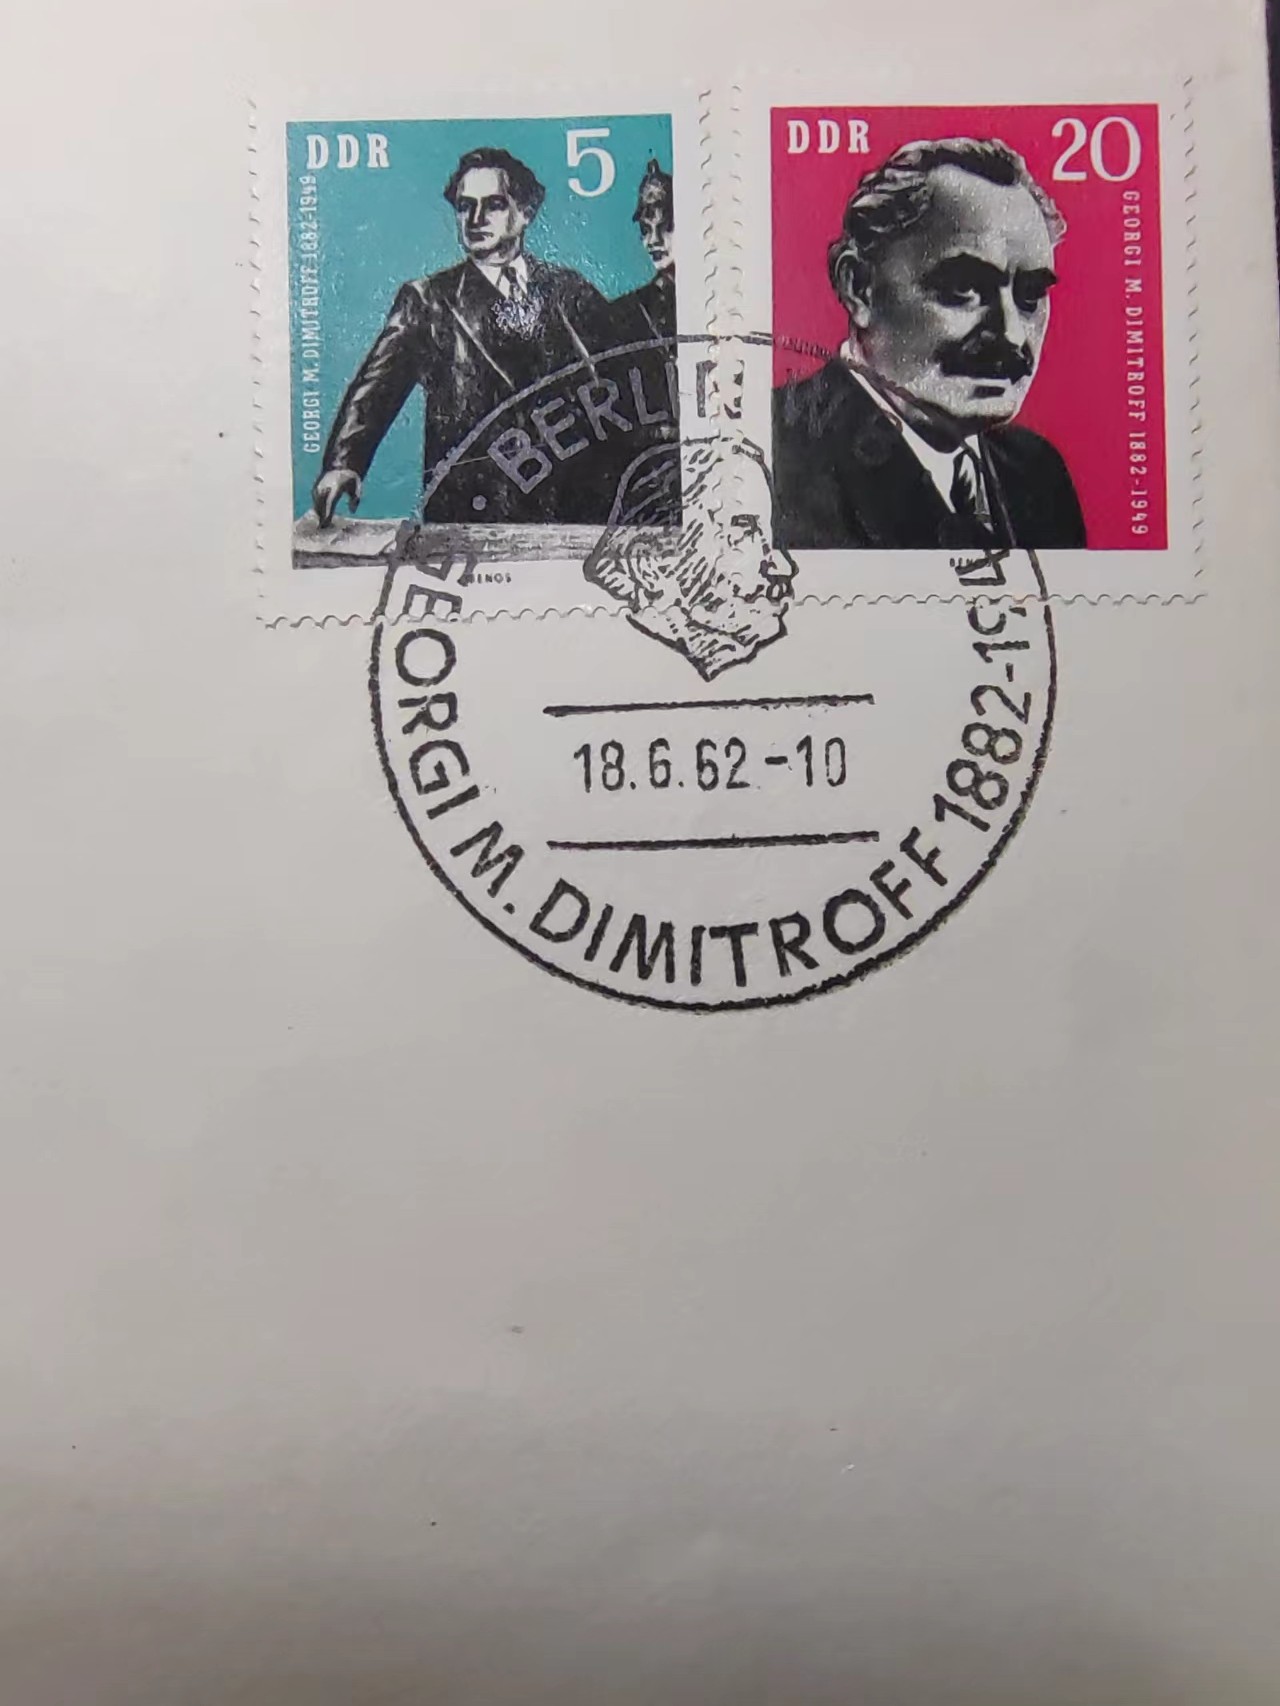 DDR 5
GEORGI M. DIMITROFF 1882-1949
DDR 20
GEORGI M. DIMITROFF 1882-1949
BERLIN
18.6.62.-10
GEORGI M. DIMITROFF 1882-1949